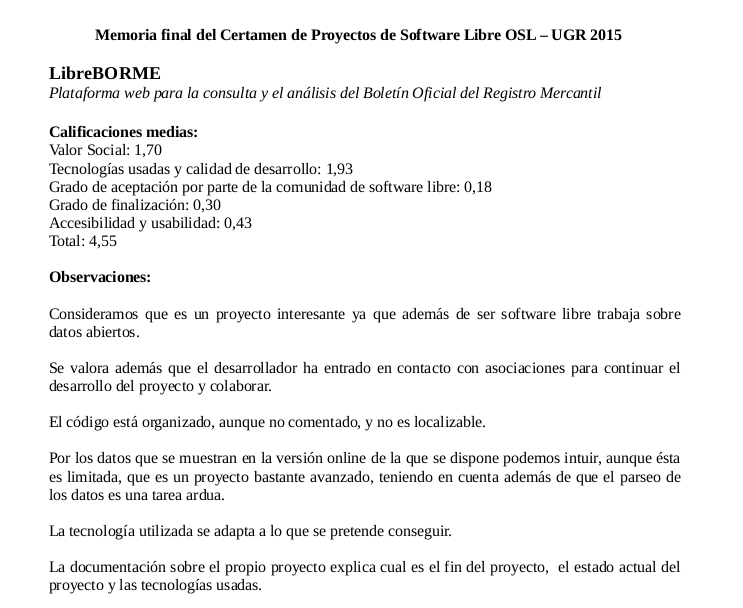 Memoria final del Certamen de Proyectos de Software Libre OSL – UGR 2015
LibreBORME
Plataforma web para la consulta y el análisis del Boletín Oficial del Registro Mercantil
Calificaciones medias:
Valor Social: 1,70
Tecnologías usadas y calidad de desarrollo: 1,93
Grado de aceptación por parte de la comunidad de software libre: 0,18
Grado de finalización: 0,30
Accesibilidad y usabilidad: 0,43
Total: 4,55
Observaciones:
Consideramos que es un proyecto interesante ya que además de ser software libre trabaja sobre
datos abiertos.
Se valora además que el desarrollador ha entrado en contacto con asociaciones para continuar el
desarrollo del proyecto y colaborar.
El código está organizado, aunque no comentado, y no es localizable.
Por los datos que se muestran en la versión online de la que se dispone podemos intuir, aunque ésta
es limitada, que es un proyecto bastante avanzado, teniendo en cuenta además de que el parseo de
los datos es una tarea ardua.
La tecnología utilizada se adapta a lo que se pretende conseguir.
La documentación sobre el propio proyecto explica cual es el fin del proyecto, el estado actual del
proyecto y las tecnologías usadas.